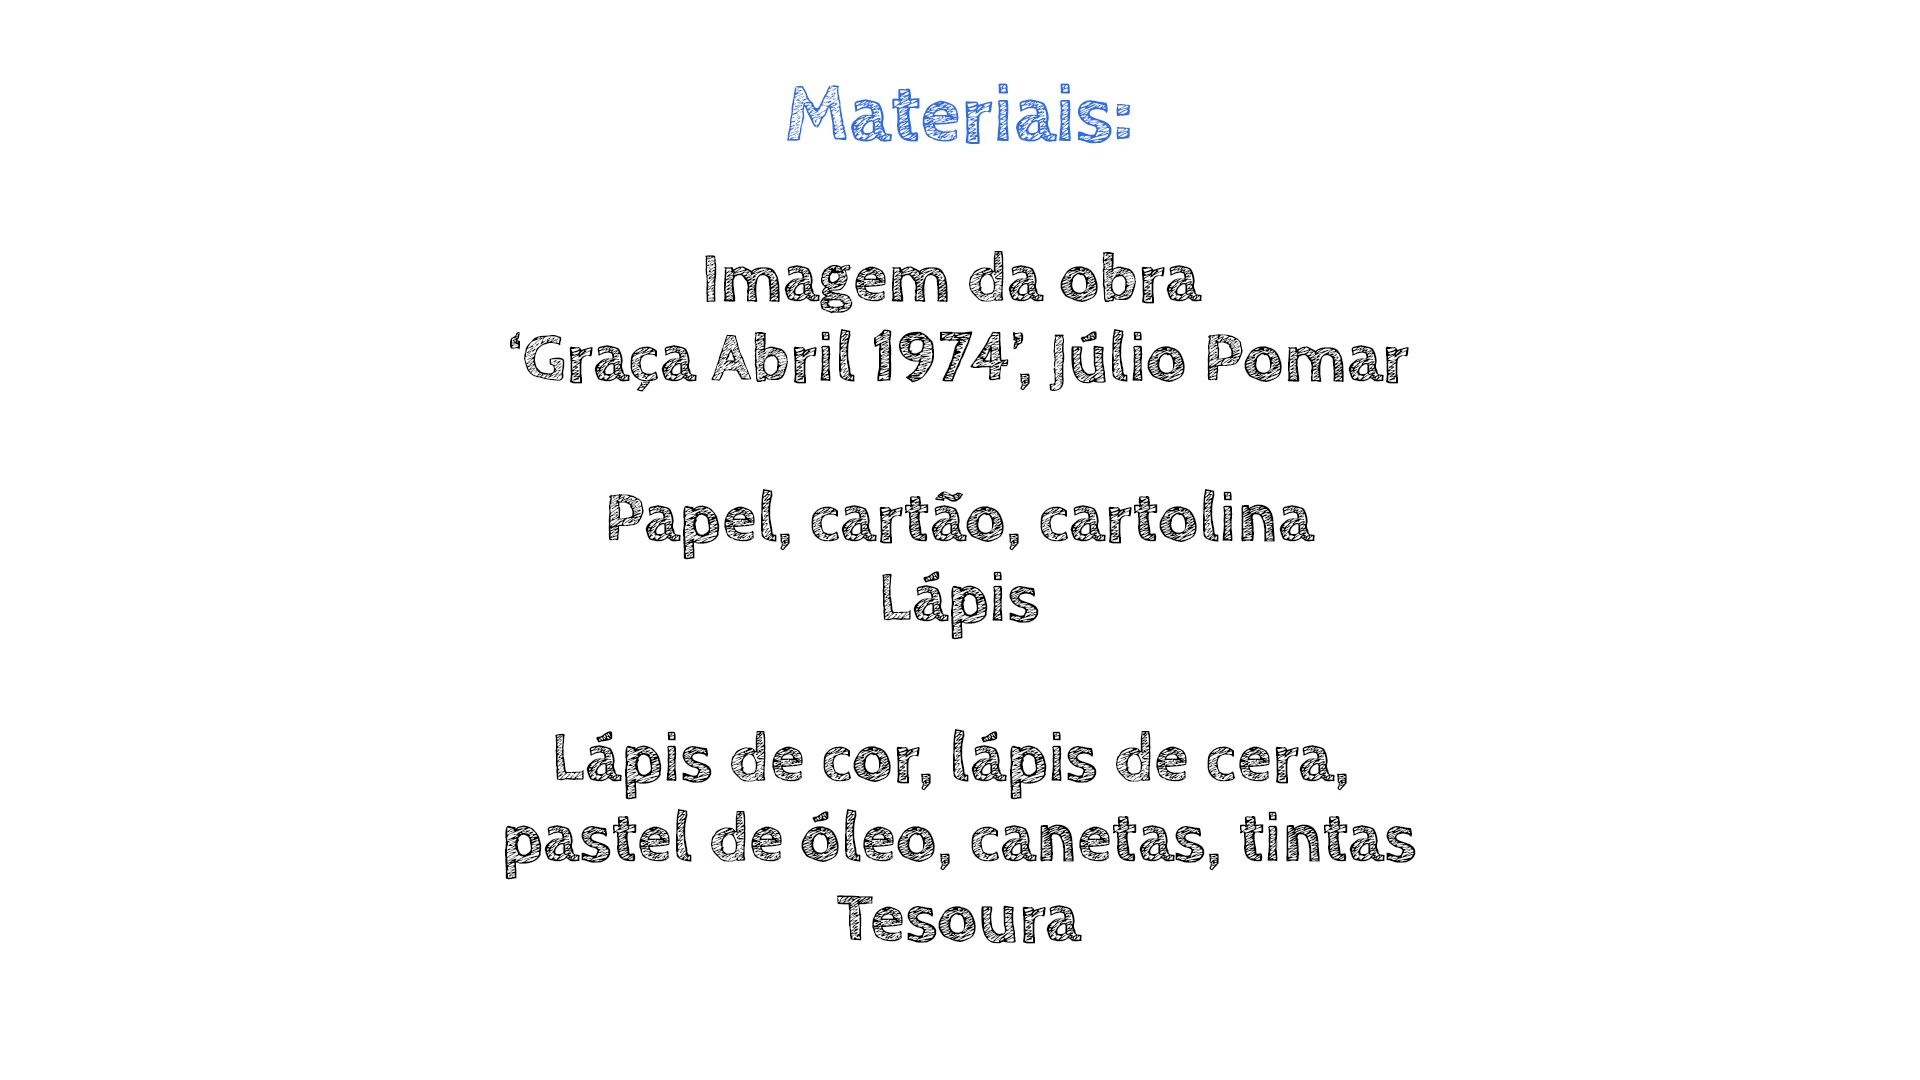 Materiais:
Imagem da obra
‘Graça Abril 1974’, Júlio Pomar
Papel, cartão, cartolina
Lápis
Lápis de cor, lápis de cera,
pastel de óleo, canetas, tintas
Tesoura